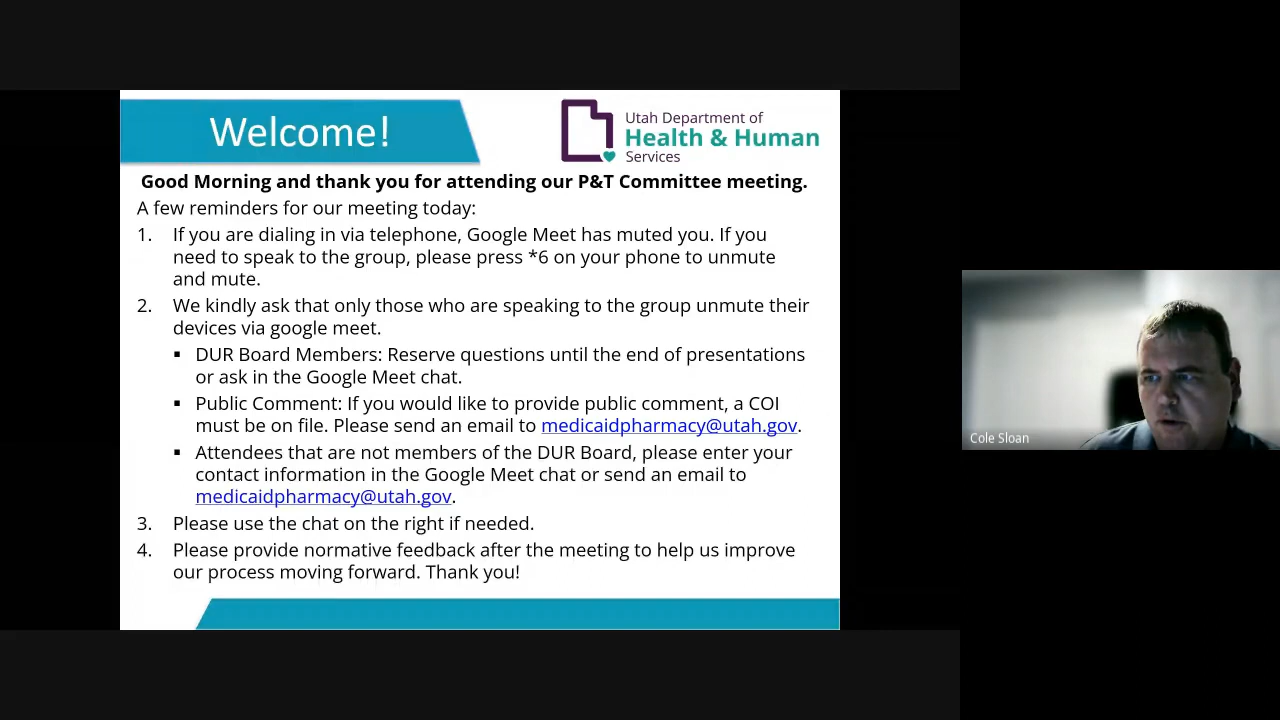 Welcome!
Utah Department of
Health & Human
Services
Good Morning and thank you for attending our P&T Committee meeting.
A few reminders for our meeting today:
1. If you are dialing in via telephone, Google Meet has muted you. If you
need to speak to the group, please press *6 on your phone to unmute
and mute.
2. We kindly ask that only those who are speaking to the group unmute their
devices via google meet.
▪ DUR Board Members: Reserve questions until the end of presentations
or ask in the Google Meet chat.
▪ Public Comment: If you would like to provide public comment, a COI
must be on file. Please send an email to medicaidpharmacy@utah.gov.
▪ Attendees that are not members of the DUR Board, please enter your
contact information in the Google Meet chat or send an email to
medicaidpharmacy@utah.gov.
3. Please use the chat on the right if needed.
4. Please provide normative feedback after the meeting to help us improve
our process moving forward. Thank you!
Cole Sloan